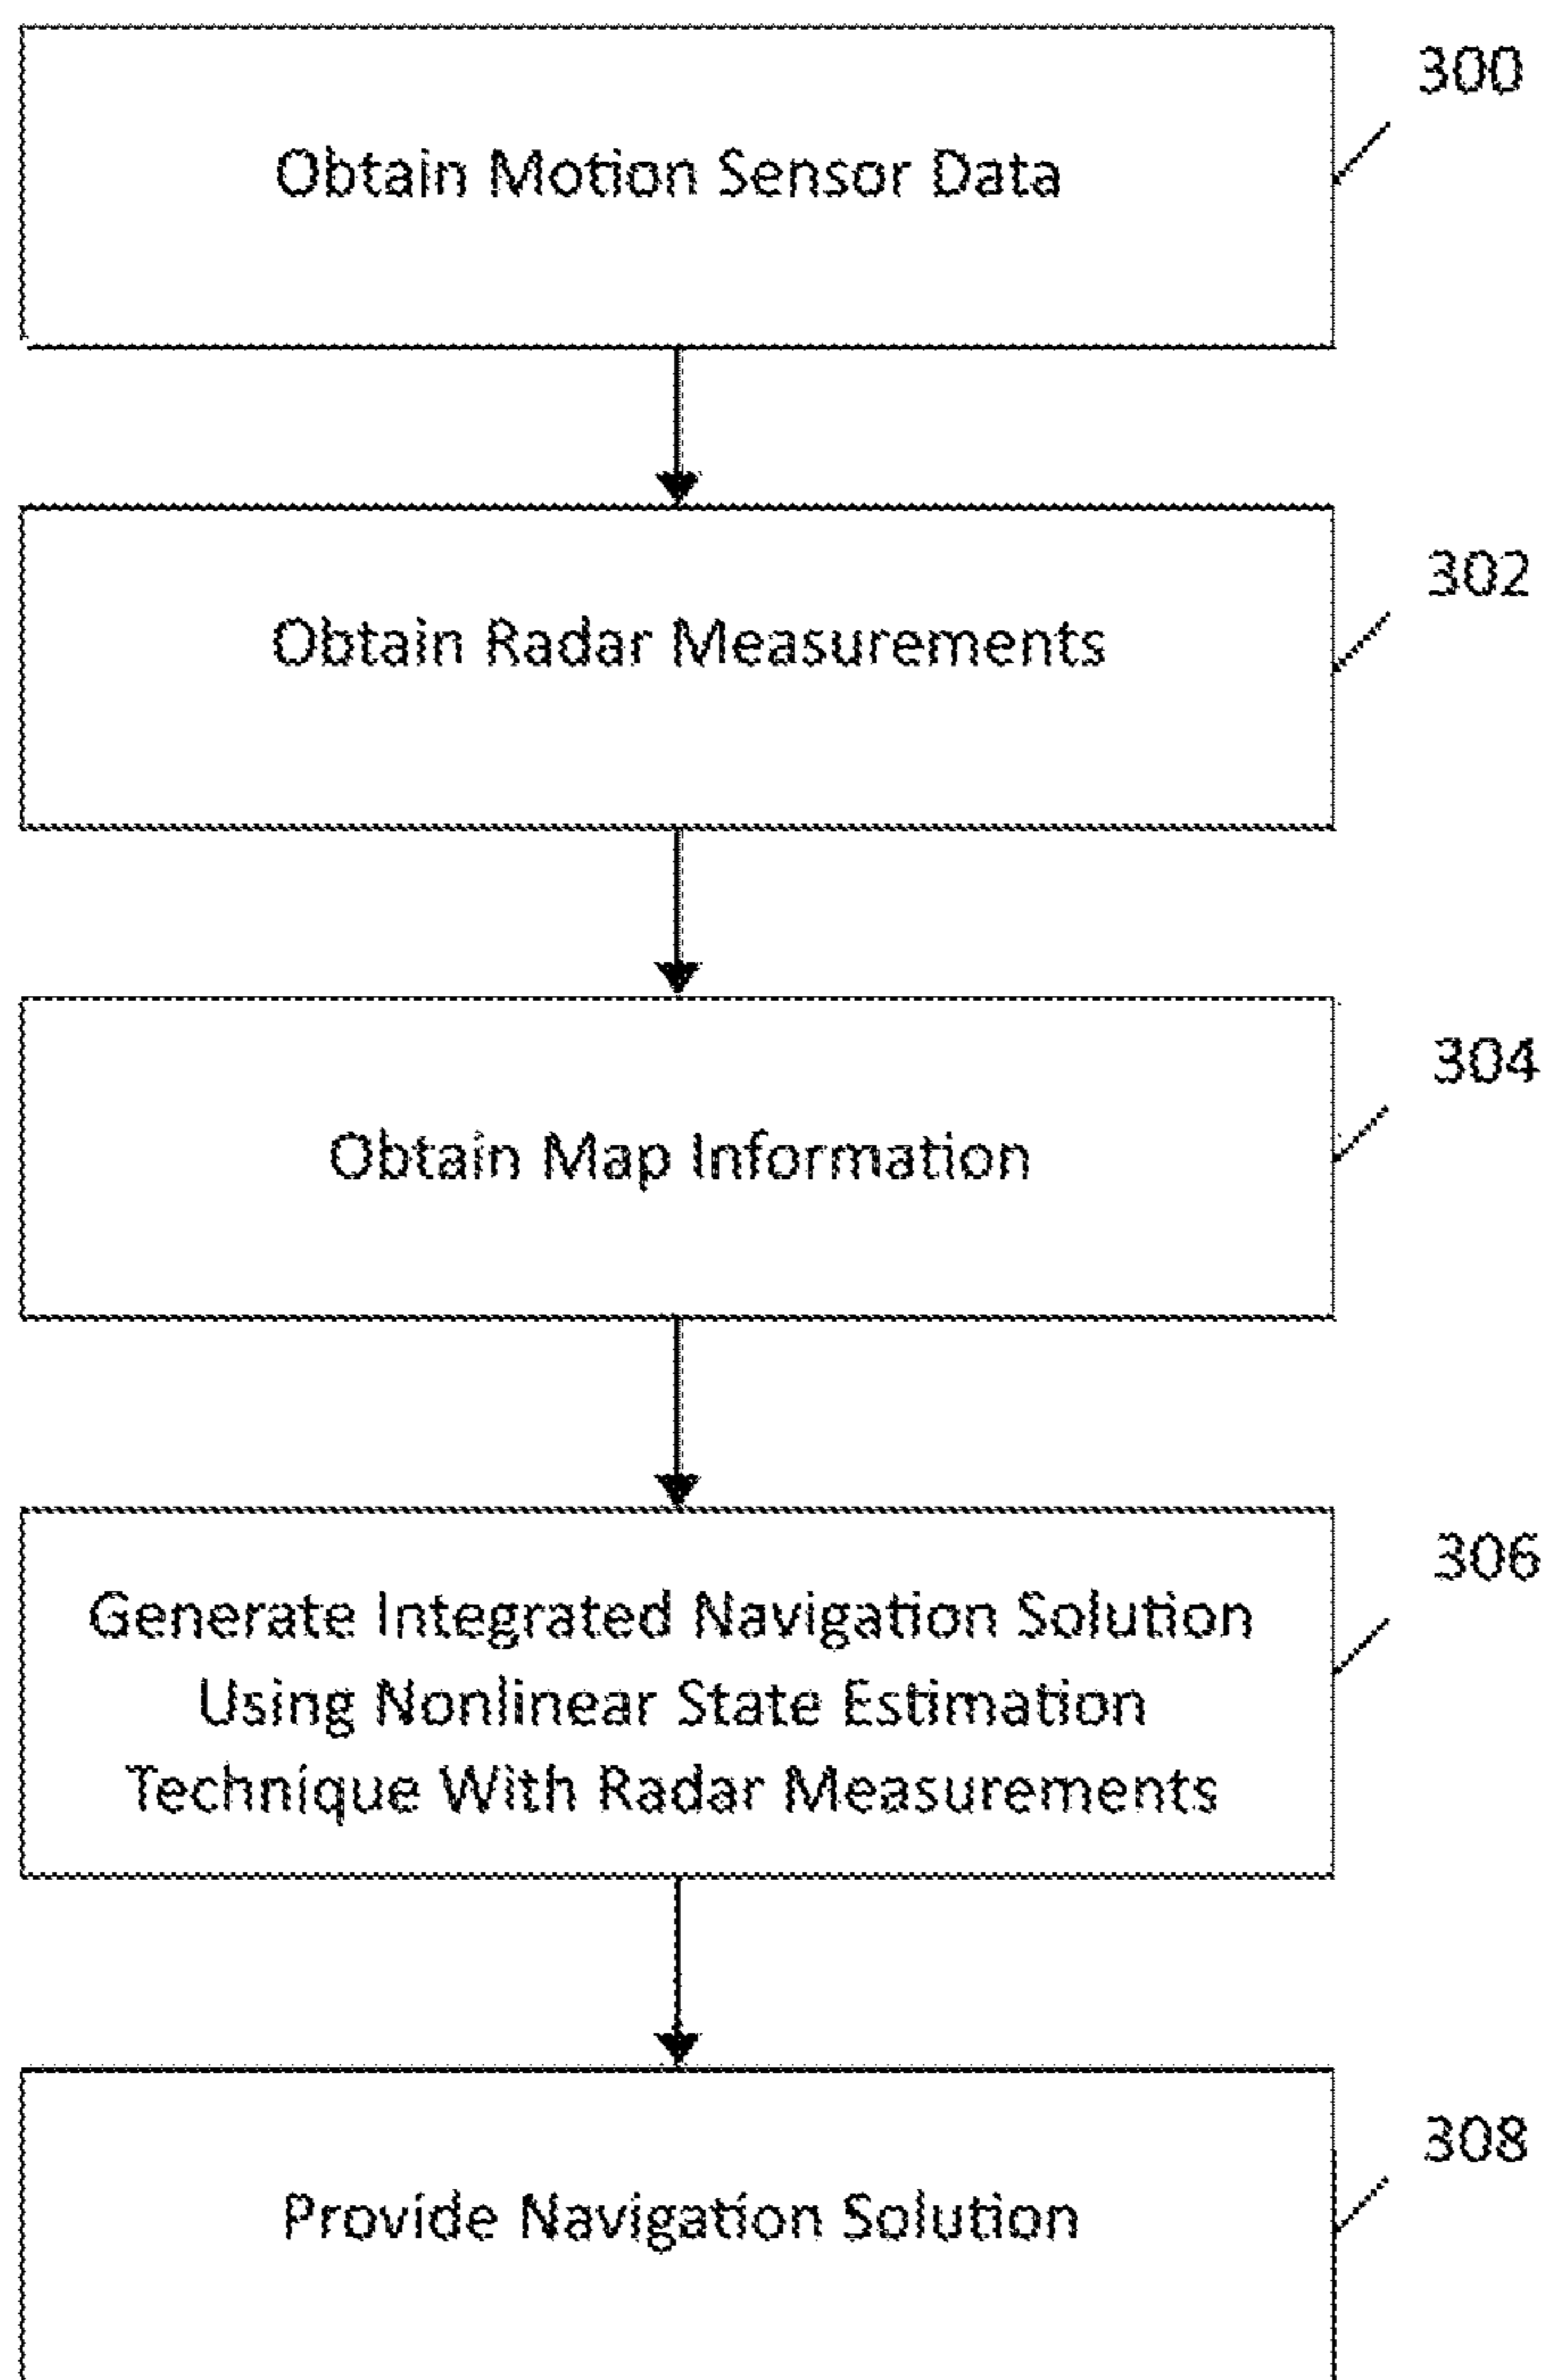 300
Obtain Motion Sensor Data
302
Obtain Radar Measurements
304
Obtain Map Information
306
Generate Integrated Navigation Solution
Using Nonlinear State Estimation
Technique With Radar Measurements
308
Provide Navigation Solution